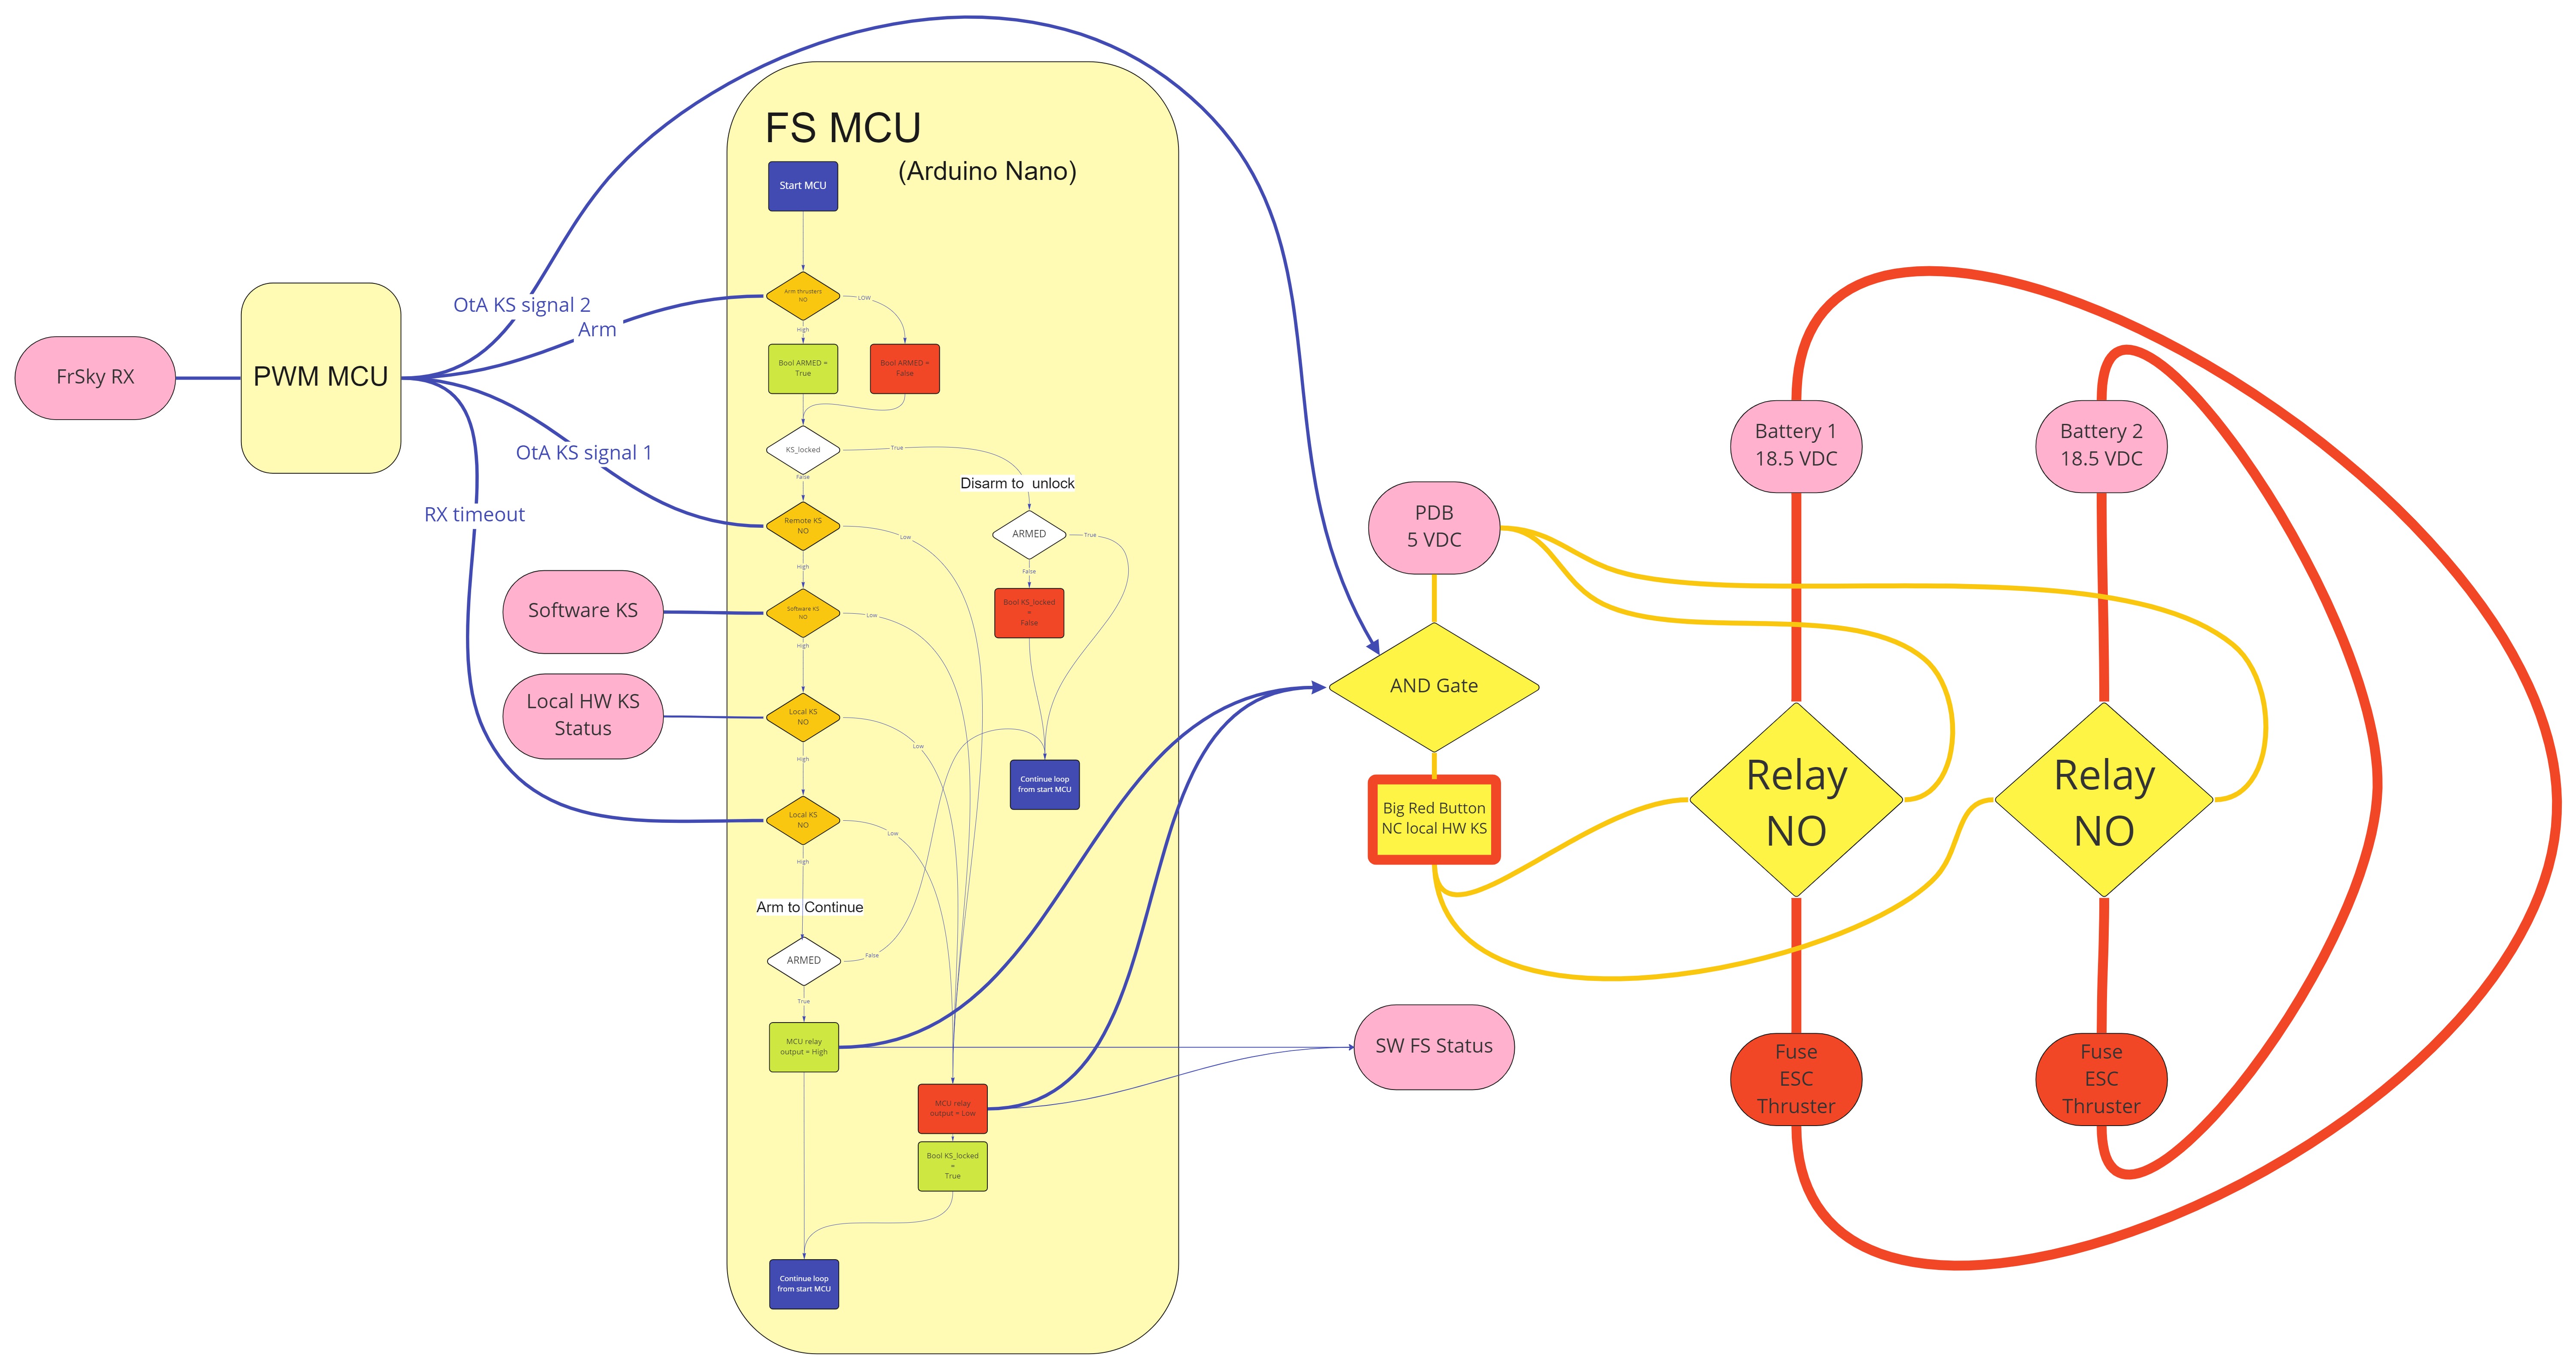 FS MCU
(Arduino Nano)
Start MCU
OtA KS signal 2
Arm
Arm thrusters
NO
LOW
High
Bool ARMED =
True
Bool ARMED =
False
FrSky RX
PWM MCU
OtA KS signal 1
RX timeout
KS_locked
True
False
Disarm to unlock
Remote KS
NO
Low
High
ARMED
True
False
Software KS
Software KS
NO
Low
High
Bool KS_locked
=
False
Local HW KS
Status
Local KS
NO
Low
High
Continue loop
from start MCU
Local KS
NO
Low
High
Arm to Continue
ARMED
False
True
MCU relay
output = High
MCU relay
output = Low
Bool KS_locked
=
True
Continue loop
from start MCU
SW FS Status
PDB
5 VDC
AND Gate
Big Red Button
NC local HW KS
Battery 1
18.5 VDC
Battery 2
18.5 VDC
Relay
NO
Relay
NO
Fuse
ESC
Thruster
Fuse
ESC
Thruster